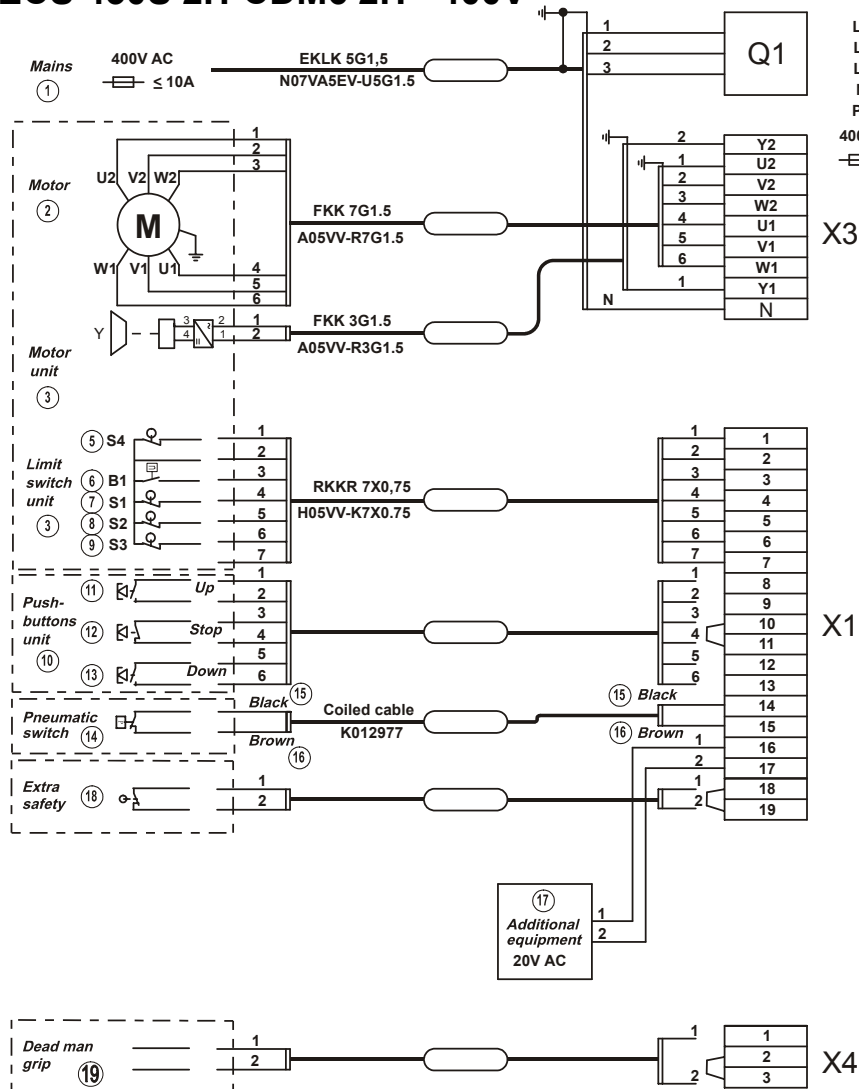 Mains
1
400V AC
≤ 10A
EKLK 5G1,5
N07VA5EV-U5G1.5
1
2
3
Q1
Motor
2
U2 V2 W2
M
W1 V1 U1
1
2
3
4
5
6
FKK 7G1.5
A05VV-R7G1.5
2
1
2
3
4
5
6
1
N
Y2
U2
V2
W2
U1
V1
W1
Y1
N
X3
Motor
unit
3
Y
3 2
4 1
1
2
FKK 3G1.5
A05VV-R3G1.5
Limit
switch
unit
3
5 S4
6 B1
7 S1
8 S2
9 S3
1
2
3
4
5
6
7
RKKR 7X0,75
H05VV-K7X0.75
1
2
3
4
5
6
7
Push-
buttons
unit
10
11 Up
12 Stop
13 Down
1
2
3
4
5
6
1
2
3
4
5
6
Pneumatic
switch 14
Black 15
Brown 16
Coiled cable
K012977
15 Black
16 Brown
1
2
Extra
safety 18
1
2
1
2
1
2
3
4
5
6
7
8
9
10
11
12
13
14
15
16
17
18
19
X1
17
Additional
equipment
20V AC
1
2
Dead man
grip 19
1
2
1
2
1
2
3
X4